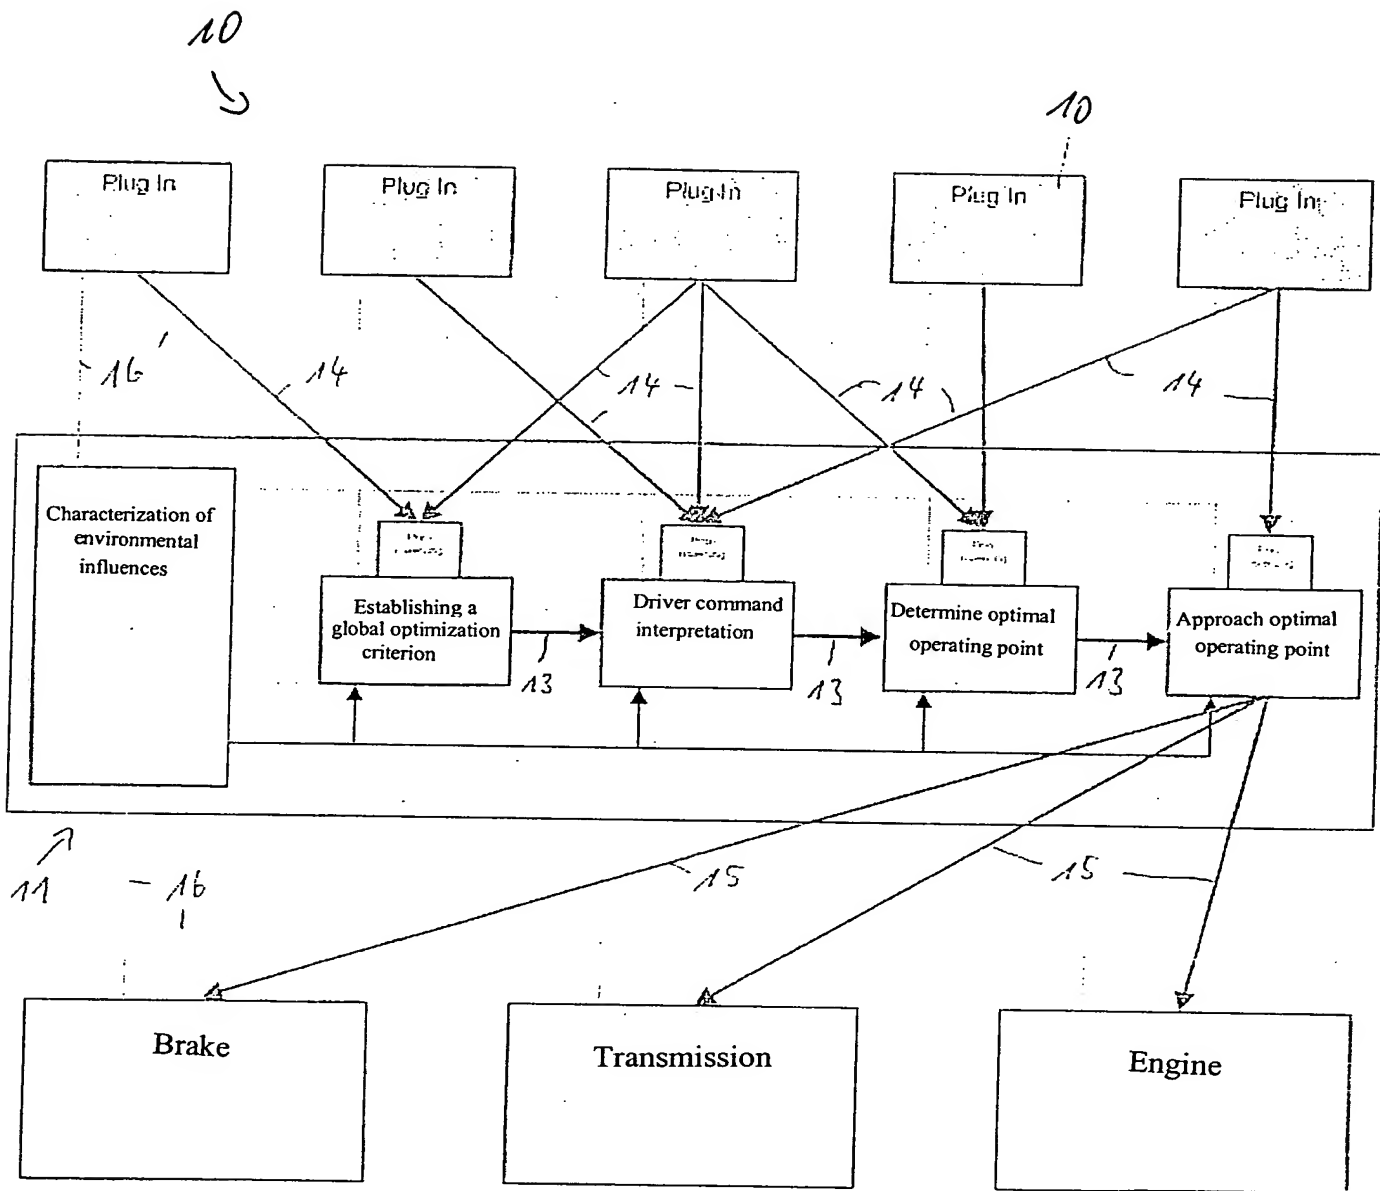 10
10
Plug In
Plug In
Plug-In
Plug In
Plug In
16
14
14
14
14
Characterization of
environmental
influences
Establishing a
global optimization
criterion
Driver command
interpretation
Determine optimal
operating point
Approach optimal
operating point
13
13
13
11
16
15
15
Brake
Transmission
Engine